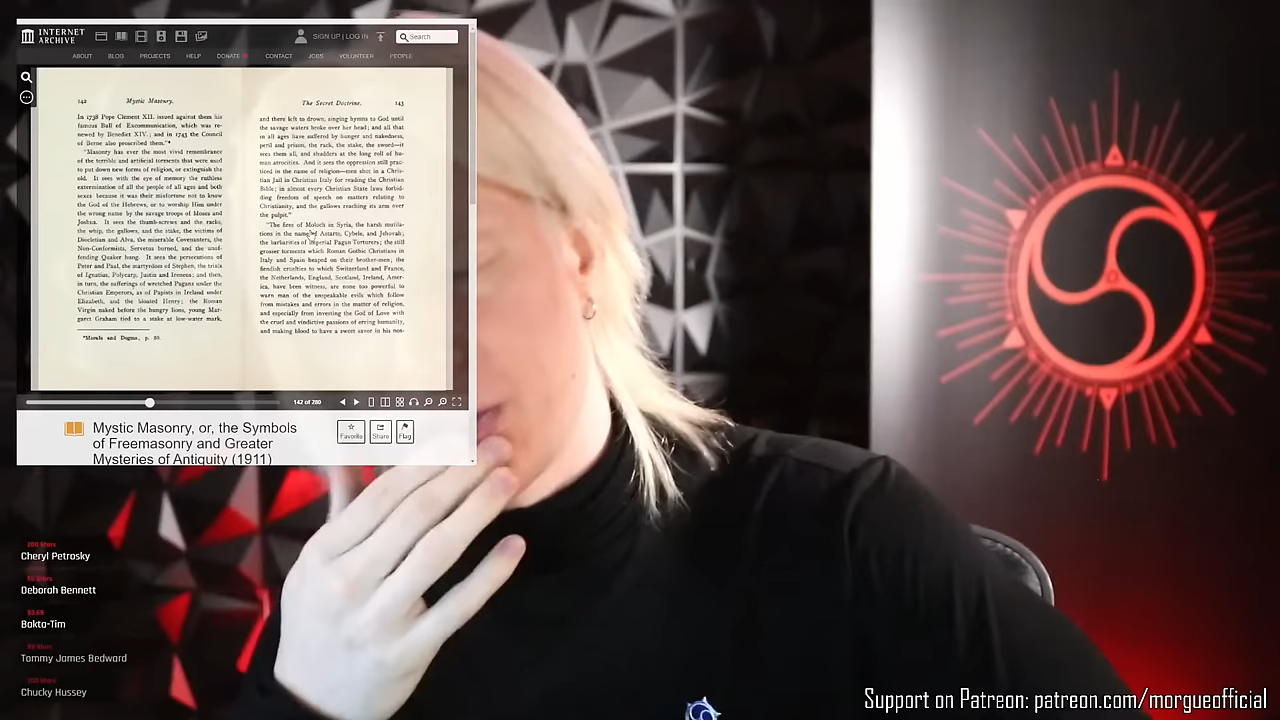 INTERNET
ARCHIVE
SIGN UP | LOG IN
Search
ABOUT BLOG PROJECTS HELP DONATE CONTACT JOBS VOLUNTEER PEOPLE
142 Mystic Masonry.
In 1738 Pope Clement XII. issued against them his
famous Bull of Excommunication, which was re-
newed by Benedict XIV.; and in 1743 the Council
of Berne also proscribed them."*
"Masonry has ever the most vivid remembrance
of the terrible and artificial torments that were used
to put down new forms of religion, or extinguish the
old. It sees with the eye of memory the ruthless
extermination of all the people of all ages and both
sexes because it was their misfortune not to know
the God of the Hebrews, or to worship Him under
the wrong name by the savage troops of Moses and
Joshua. It sees the thumb-screws and the racks,
the whip, the gallows, and the stake, the victims of
Diocletian and Alva, the miserable Covenanters, the
Non-Conformists, Servetus burned, and the unof-
fending Quaker hung. It sees the persecutions of
Peter and Paul, the martyrdom of Stephen, the trials
of Ignatius, Polycarp, Justin and Irenæus; and then,
in turn, the sufferings of wretched Pagans under the
Christian Emperors, as of Papists in Ireland under
Elizabeth, and the bloated Henry; the Roman
Virgin naked before the hungry lions, young Mar-
garet Graham tied to a stake at low-water mark,
*Morals and Dogma, p. 50.
The Secret Doctrine. 143
and there left to drown, singing hymns to God until
the savage waters broke over her head; and all that
in all ages have suffered by hunger and nakedness,
peril and prison, the rack, the stake, the sword—it
sees them all, and shudders at the long roll of hu-
man atrocities. And it sees the oppression still prac-
ticed in the name of religion—men shot in a Chris-
tian Jail in Christian Italy for reading the Christian
Bible; in almost every Christian State laws forbid-
ding freedom of speech on matters relating to
Christianity, and the gallows reaching its arm over
the pulpit."
"The fires of Moloch in Syria, the harsh mutila-
tions in the name of Astarte, Cybele, and Jehovah;
the barbarities of Imperial Pagan Torturers; the still
grosser torments which Roman Gothic Christians in
Italy and Spain heaped on their brother-men; the
fiendish cruelties to which Switzerland and France,
the Netherlands, England, Scotland, Ireland, Amer-
ica, have been witness, are none too powerful to
warn man of the unspeakable evils which follow
from mistakes and errors in the matter of religion,
and especially from investing the God of Love with
the cruel and vindictive passions of erring humanity,
and making blood to have a sweet savor in his nos-
142 of 280
Mystic Masonry, or, the Symbols
of Freemasonry and Greater
Mysteries of Antiquity (1911)
Favorite Share Flag
200 Stars
Cheryl Petrosky
Deborah Bennett
$3.69
Bakta-Tim
Tommy James Bedward
Chucky Hussey
Support on Patreon: patreon.com/morgueofficial